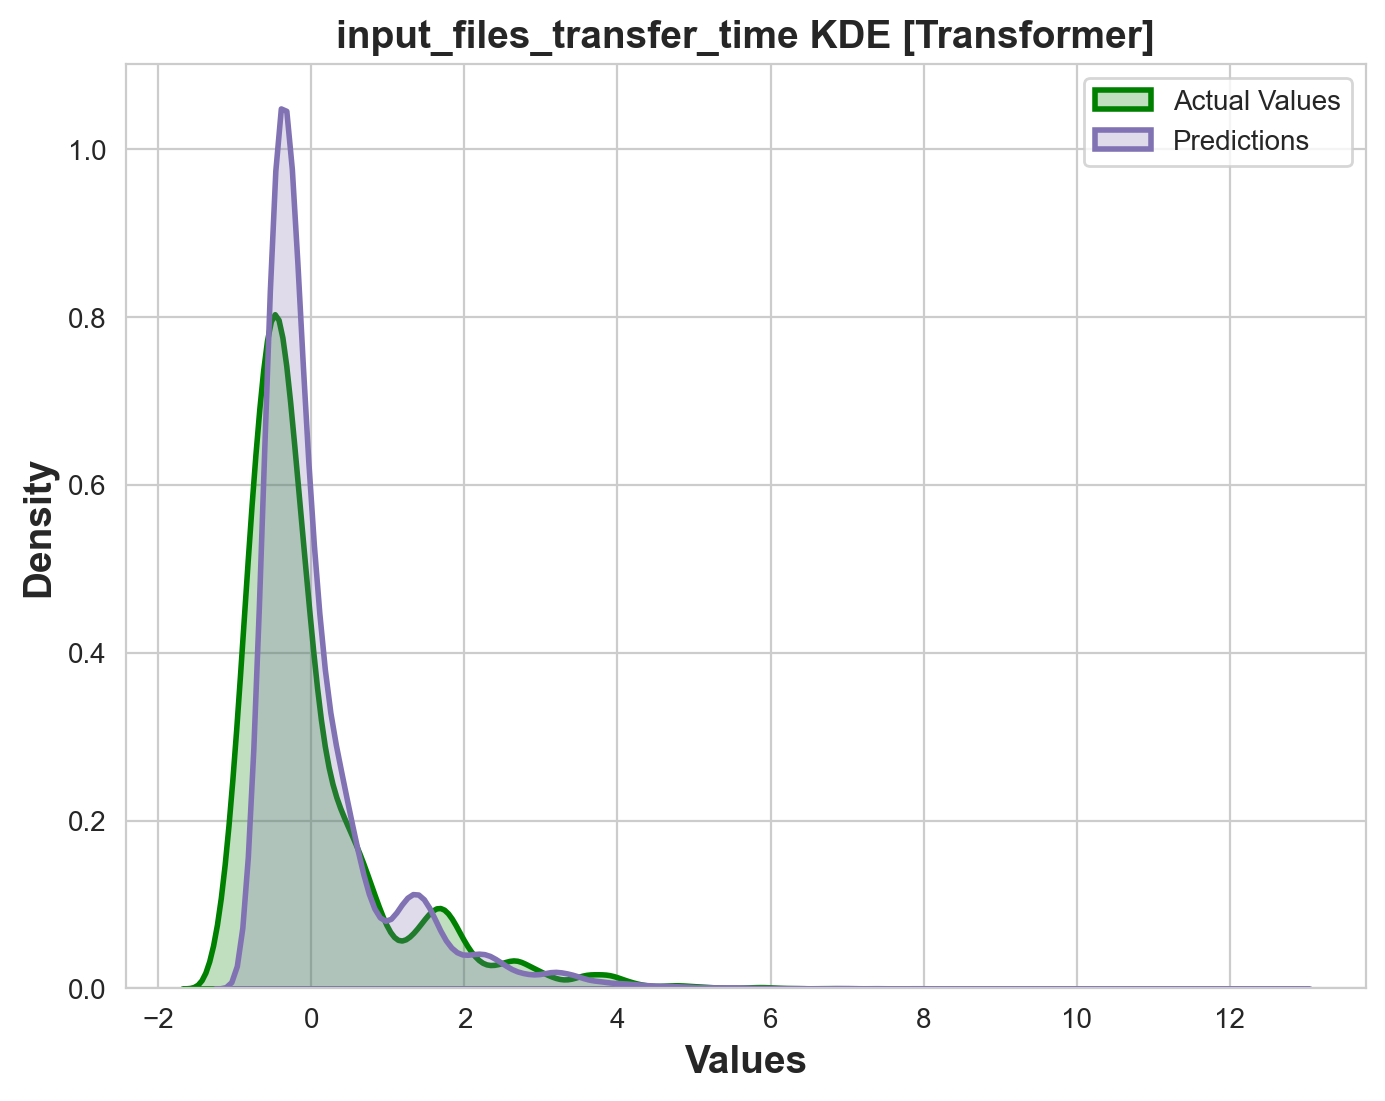 input_files_transfer_time KDE [Transformer]
Actual Values
Predictions
1.0
0.8
0.6
0.4
0.2
0.0
Density
−2 0 2 4 6 8 10 12
Values